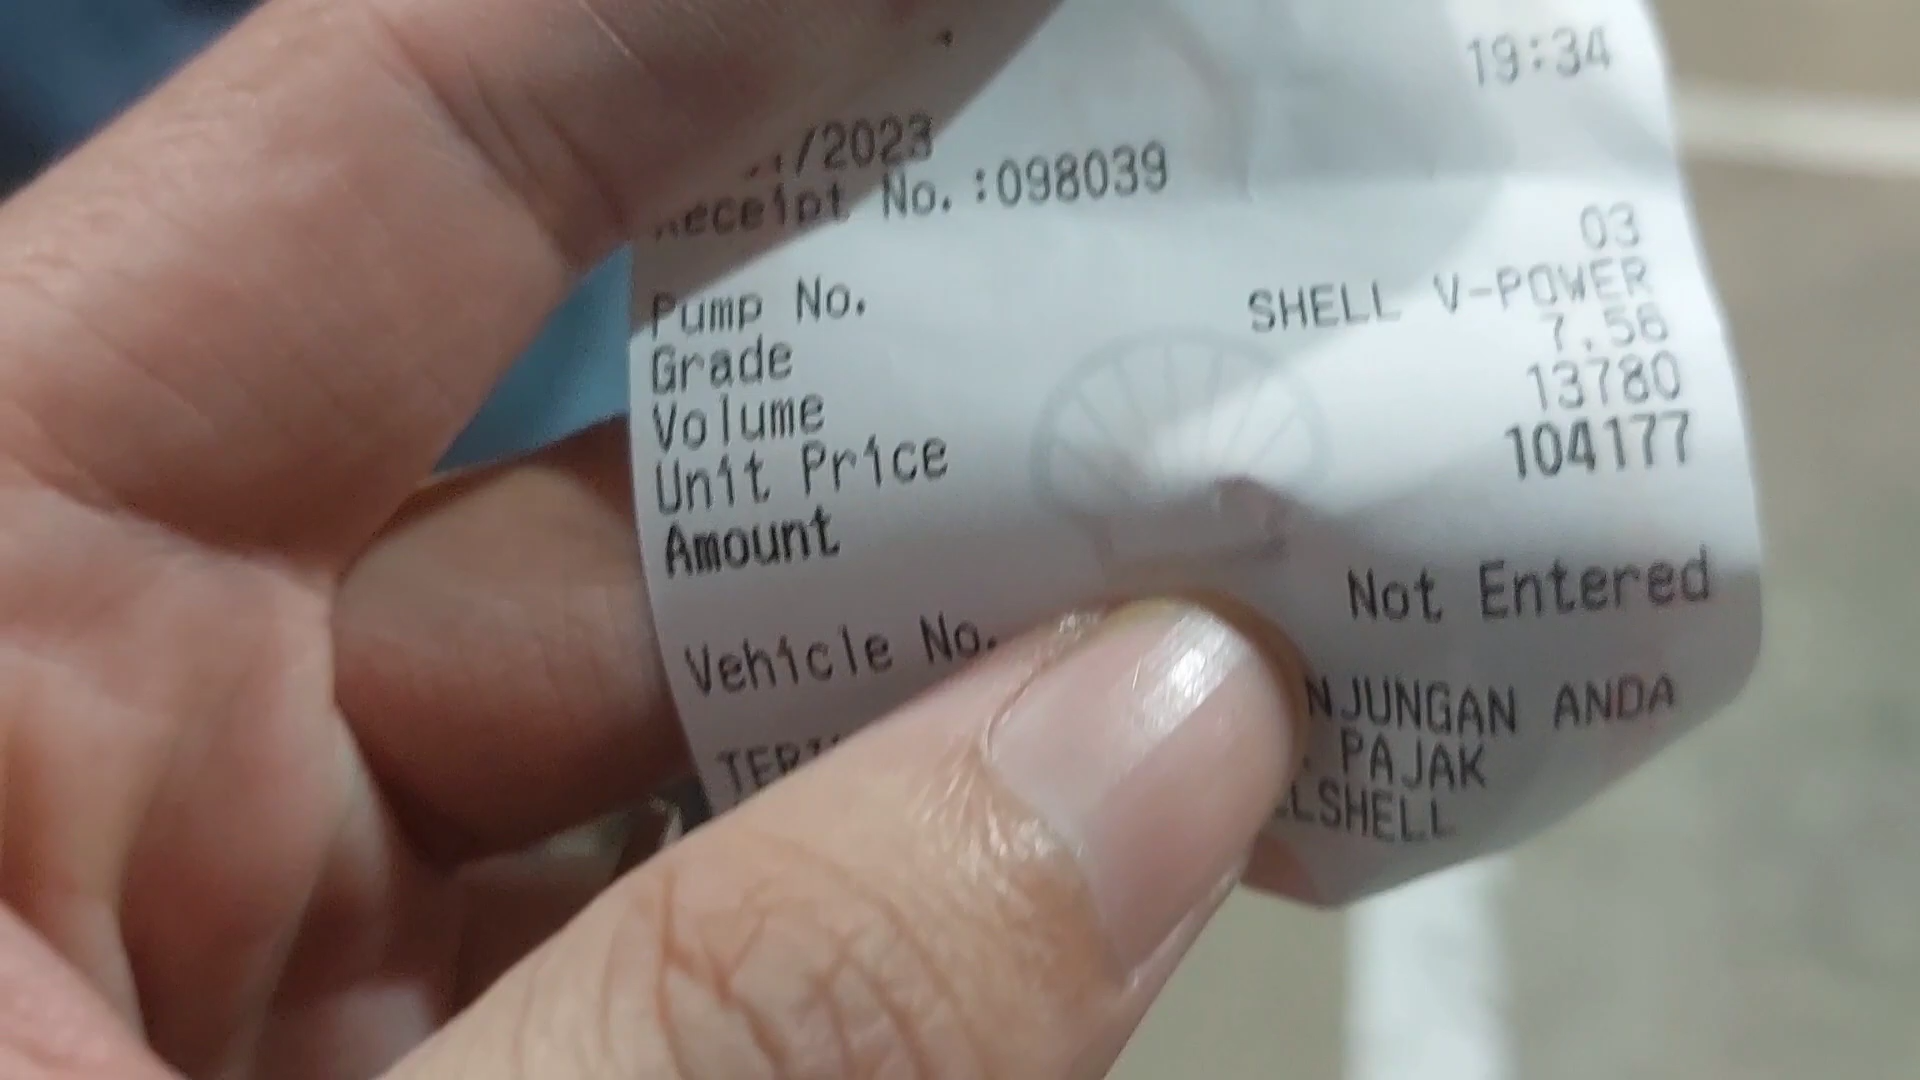 /2023 19:34
Receipt No.:098039
Pump No. 03
Grade SHELL V-POWER
Volume 7.56
Unit Price 13780
Amount 104177
Vehicle No. Not Entered
ANDA
PAJAK